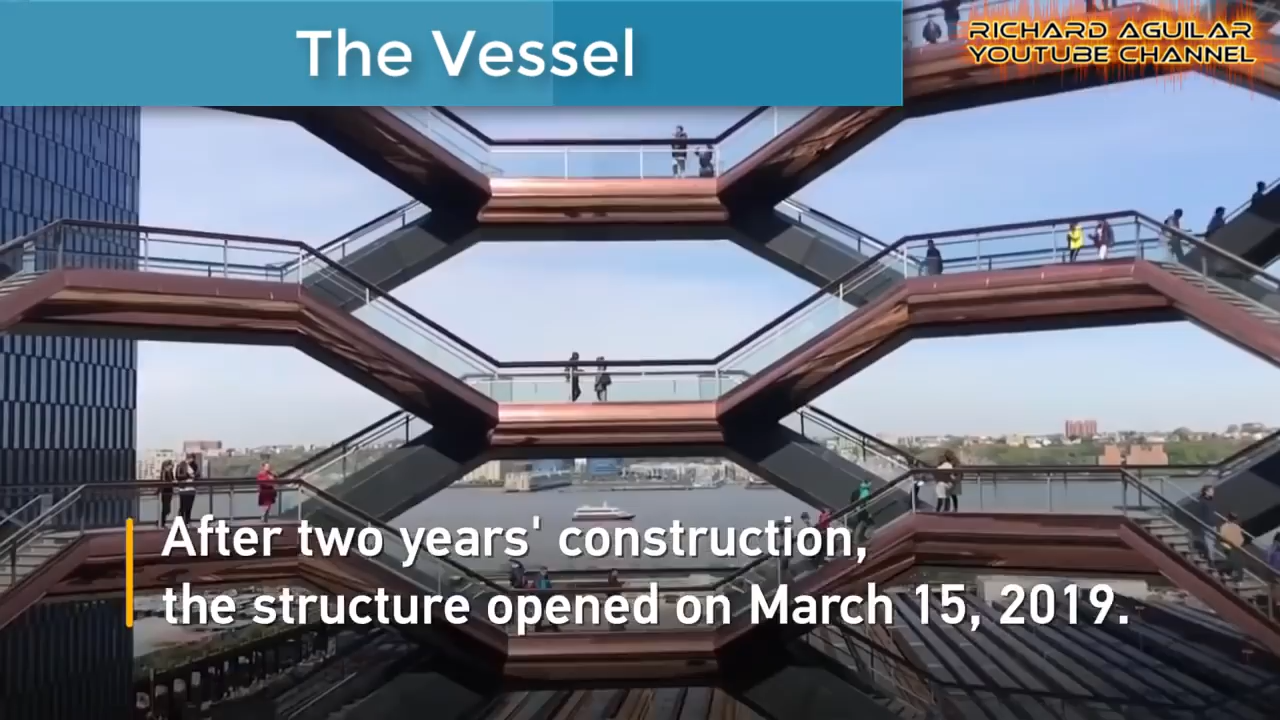 The Vessel
RICHARD AGUILAR
YOUTUBE CHANNEL
After two years' construction,
the structure opened on March 15, 2019.